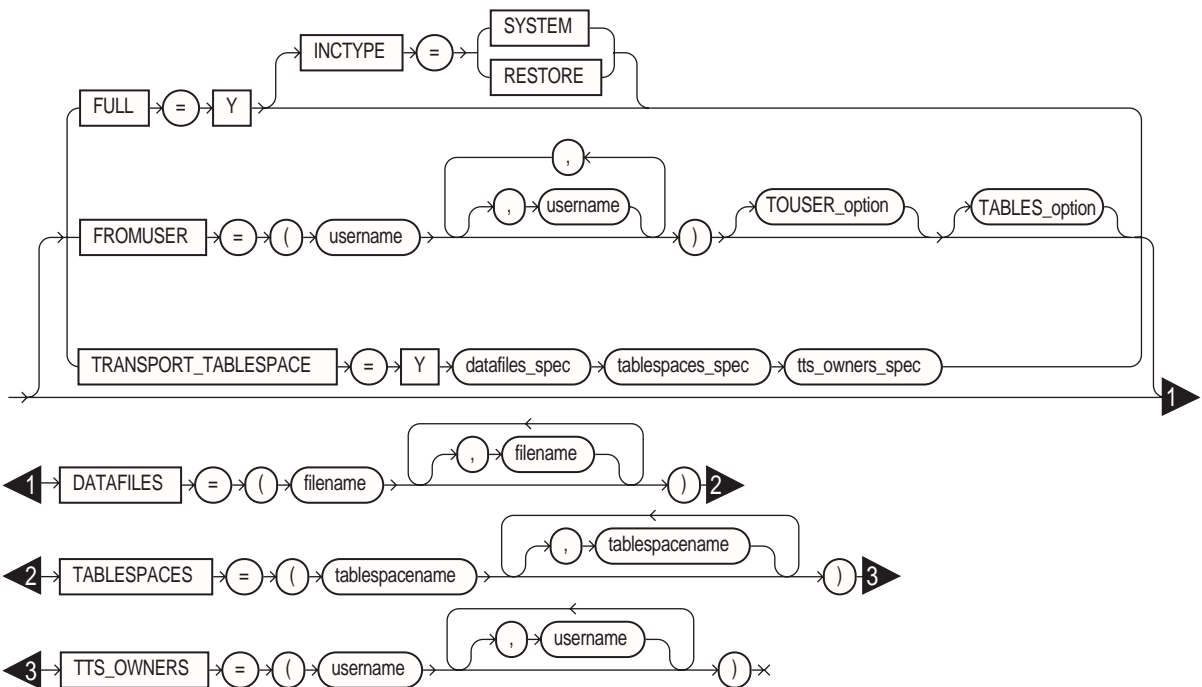 SYSTEM
INCTYPE =
RESTORE
FULL = Y
,
, username
TOUSER_option TABLES_option
FROMUSER = ( username )
TRANSPORT_TABLESPACE = Y datafiles_spec tablespaces_spec tts_owners_spec
1
, filename
1 DATAFILES = ( filename ) 2
, tablespacename
2 TABLESPACES = ( tablespacename ) 3
, username
3 TTS_OWNERS = ( username )